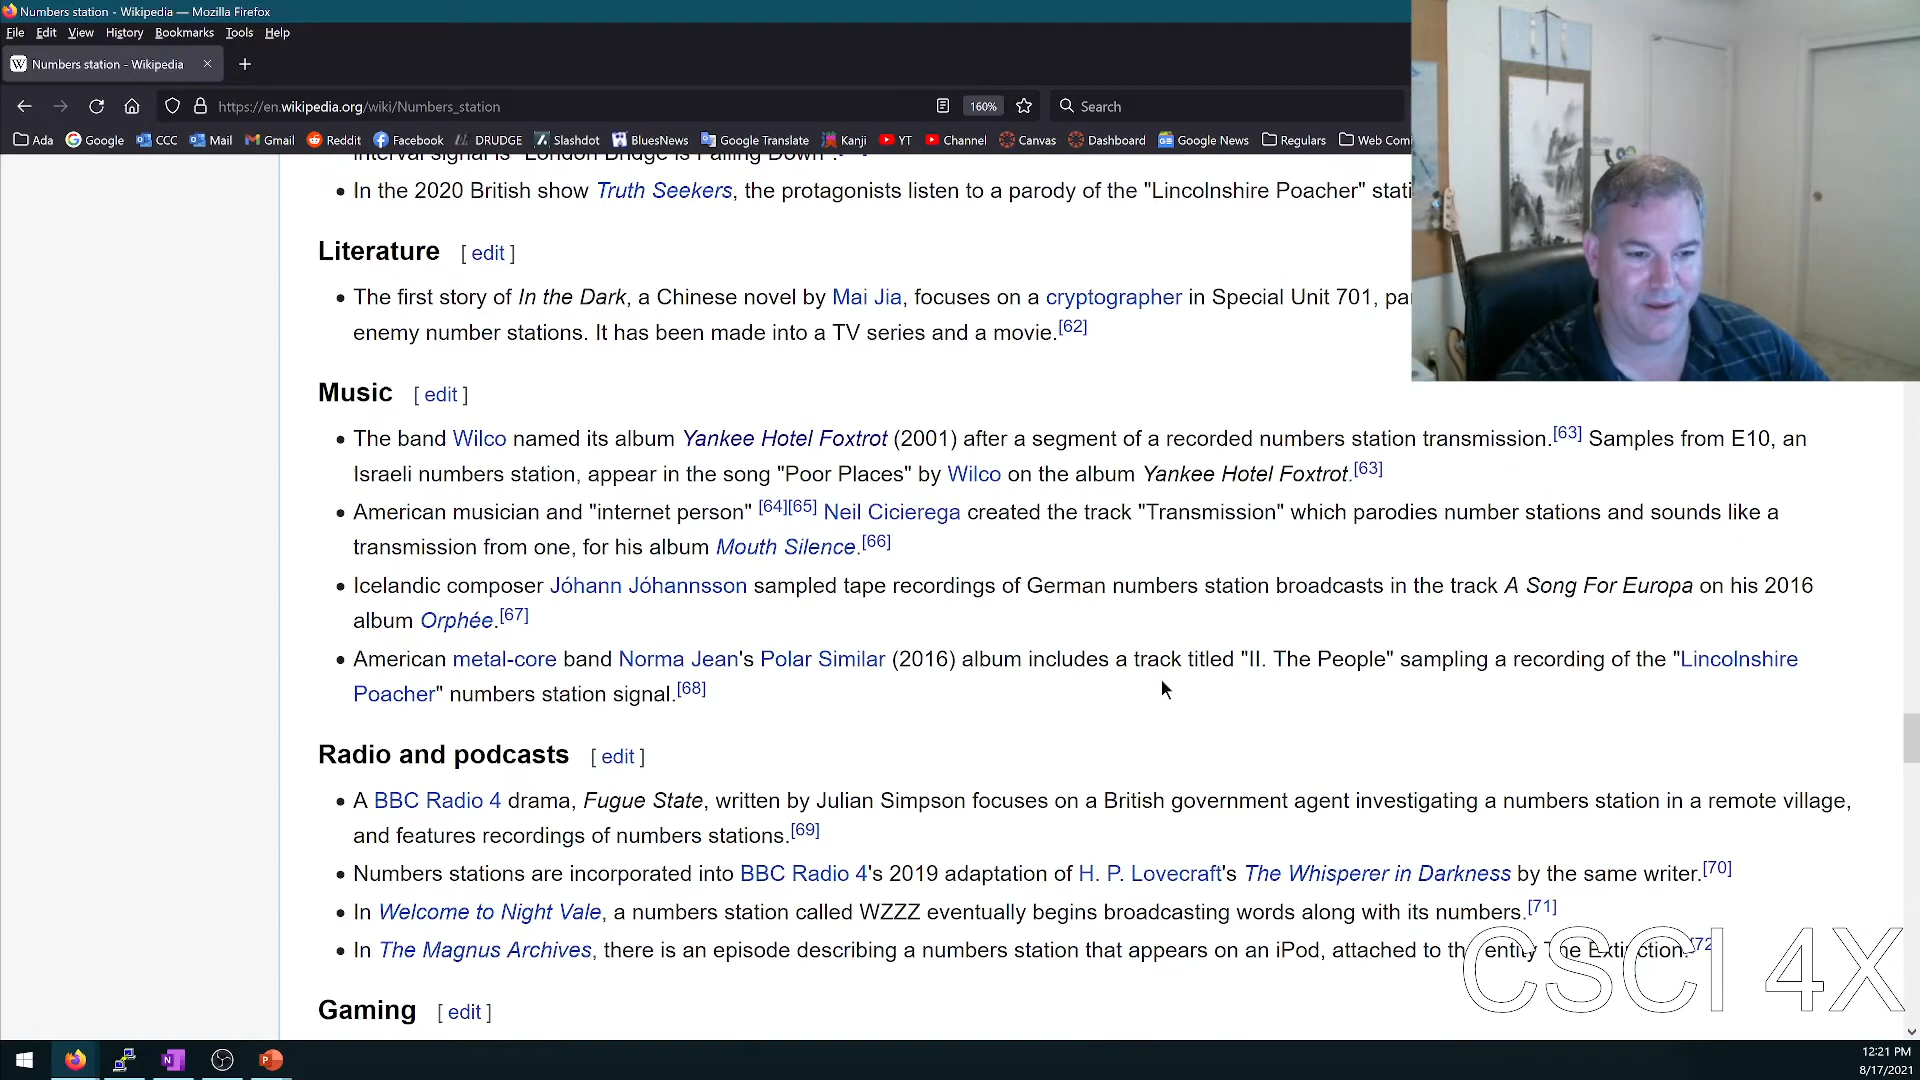 Numbers station - Wikipedia — Mozilla Firefox
File Edit View History Bookmarks Tools Help
Numbers station - Wikipedia
https://en.wikipedia.org/wiki/Numbers_station 160% Search
Ada Google CCC Mail Gmail Reddit Facebook DRUDGE Slashdot BluesNews Google Translate Kanji YT Channel Canvas Dashboard Google News Regulars Web Comi
interval signal is "London Bridge is Falling Down".
• In the 2020 British show Truth Seekers, the protagonists listen to a parody of the "Lincolnshire Poacher" stati
Literature [ edit ]
• The first story of In the Dark, a Chinese novel by Mai Jia, focuses on a cryptographer in Special Unit 701, par
enemy number stations. It has been made into a TV series and a movie.[62]
Music [ edit ]
• The band Wilco named its album Yankee Hotel Foxtrot (2001) after a segment of a recorded numbers station transmission.[63] Samples from E10, an
Israeli numbers station, appear in the song "Poor Places" by Wilco on the album Yankee Hotel Foxtrot.[63]
• American musician and "internet person" [64][65] Neil Cicierega created the track "Transmission" which parodies number stations and sounds like a
transmission from one, for his album Mouth Silence.[66]
• Icelandic composer Jóhann Jóhannsson sampled tape recordings of German numbers station broadcasts in the track A Song For Europa on his 2016
album Orphée.[67]
• American metal-core band Norma Jean's Polar Similar (2016) album includes a track titled "II. The People" sampling a recording of the "Lincolnshire
Poacher" numbers station signal.[68]
Radio and podcasts [ edit ]
• A BBC Radio 4 drama, Fugue State, written by Julian Simpson focuses on a British government agent investigating a numbers station in a remote village,
and features recordings of numbers stations.[69]
• Numbers stations are incorporated into BBC Radio 4's 2019 adaptation of H. P. Lovecraft's The Whisperer in Darkness by the same writer.[70]
• In Welcome to Night Vale, a numbers station called WZZZ eventually begins broadcasting words along with its numbers.[71]
• In The Magnus Archives, there is an episode describing a numbers station that appears on an iPod, attached to the entity The Extinction.[72]
CSCI 4X
Gaming [ edit ]
12:21 PM
8/17/2021